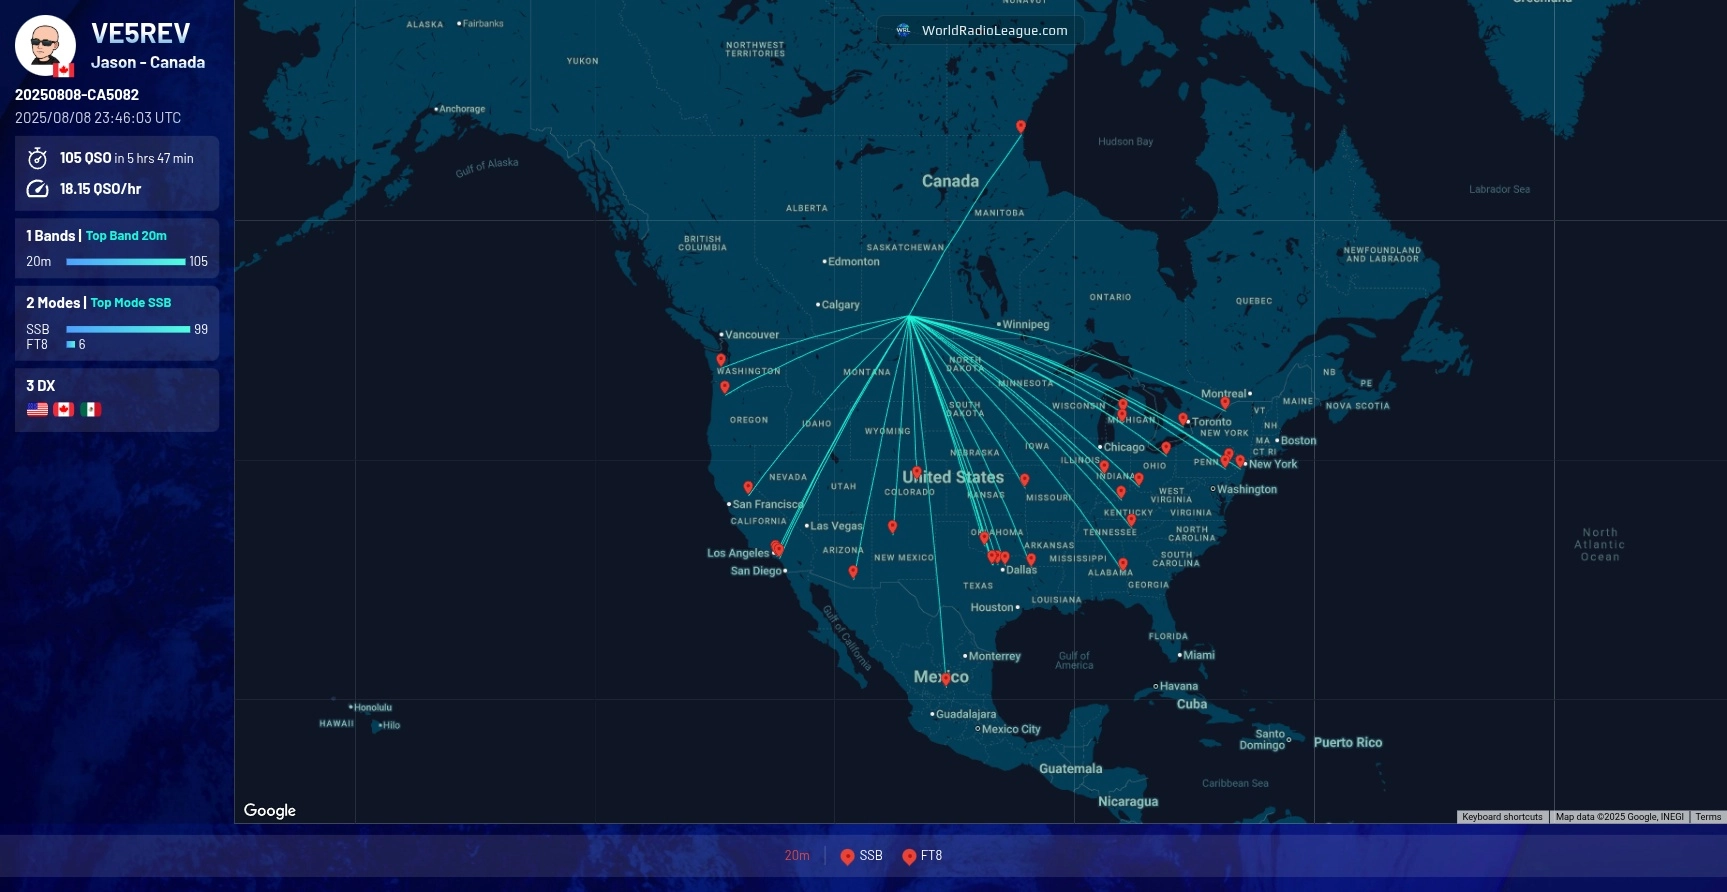 VE5REV
Jason - Canada
20250808-CA5082
2025/08/08 23:46:03 UTC
105 QSO in 5 hrs 47 min
18.15 QSO/hr
1 Bands | Top Band 20m
20m 105
2 Modes | Top Mode SSB
SSB 99
FT8 6
3 DX
WRL WorldRadioLeague.com
NUNAVUT
Greenland
ALASKA
Fairbanks
NORTHWEST
TERRITORIES
YUKON
Anchorage
Gulf of Alaska
Hudson Bay
Canada
Labrador Sea
ALBERTA
MANITOBA
BRITISH
COLUMBIA
SASKATCHEWAN
NEWFOUNDLAND
AND LABRADOR
Edmonton
ONTARIO
QUEBEC
Calgary
Winnipeg
Vancouver
WASHINGTON
MONTANA
NORTH
DAKOTA
MINNESOTA
NB
PE
Montreal
MAINE
NOVA SCOTIA
WISCONSIN
SOUTH
DAKOTA
VT
OREGON
IDAHO
MICHIGAN
Toronto
NH
WYOMING
NEW YORK
MA
Boston
IOWA
Chicago
NEBRASKA
CT RI
ILLINOIS
OHIO
PENN
New York
NEVADA
United States
INDIANA
UTAH
COLORADO
KANSAS
MISSOURI
WEST
VIRGINIA
Washington
San Francisco
KENTUCKY
VIRGINIA
CALIFORNIA
Las Vegas
OKLAHOMA
TENNESSEE
NORTH
CAROLINA
Los Angeles
ARIZONA
NEW MEXICO
ARKANSAS
MISSISSIPPI
SOUTH
CAROLINA
San Diego
Dallas
ALABAMA
TEXAS
GEORGIA
North
Atlantic
Ocean
LOUISIANA
Houston
Gulf of California
FLORIDA
Monterrey
Gulf of
America
Miami
Mexico
Havana
Cuba
Honolulu
HAWAII
Hilo
Guadalajara
Mexico City
Santo
Domingo
Puerto Rico
Guatemala
Caribbean Sea
Nicaragua
Google
Keyboard shortcuts
Map data ©2025 Google, INEGI
Terms
20m | SSB FT8